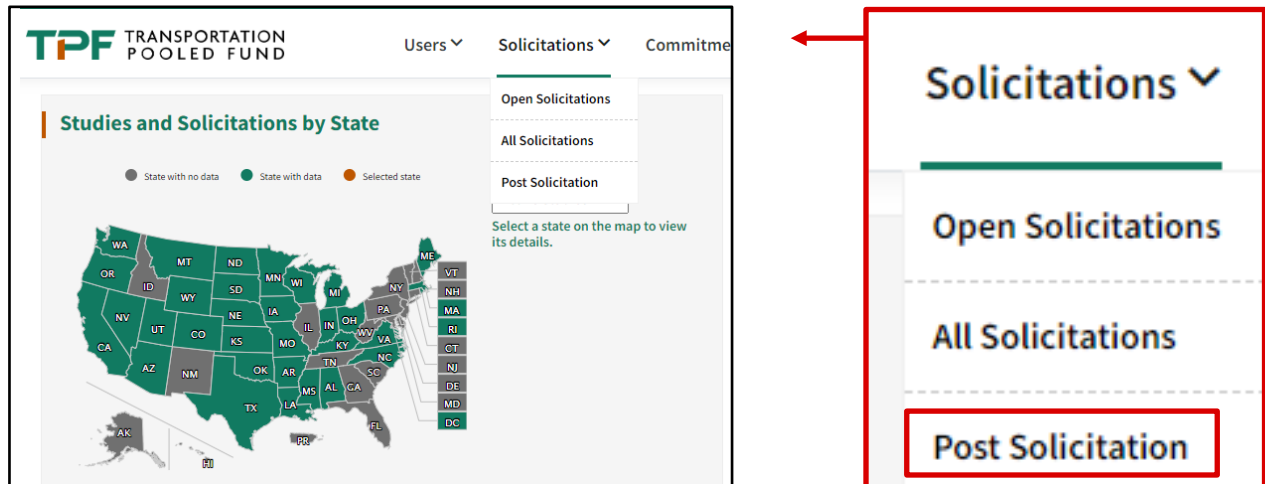 TPF TRANSPORTATION
POOLED FUND
Users
Solicitations
Commitme
Open Solicitations
All Solicitations
Post Solicitation
Studies and Solicitations by State
State with no data
State with data
Selected state
Select a state on the map to view
its details.
WA
MT
ND
MN
WI
MI
ME
VT
OR
ID
WY
SD
NY
NH
NV
UT
CO
NE
IA
IL
IN
OH
PA
MA
RI
CA
KS
MO
KY
WV
VA
CT
AZ
NM
OK
AR
TN
NC
SC
NJ
TX
LA
MS
AL
GA
DE
MD
FL
DC
AK
HI
PR
Solicitations
Open Solicitations
All Solicitations
Post Solicitation